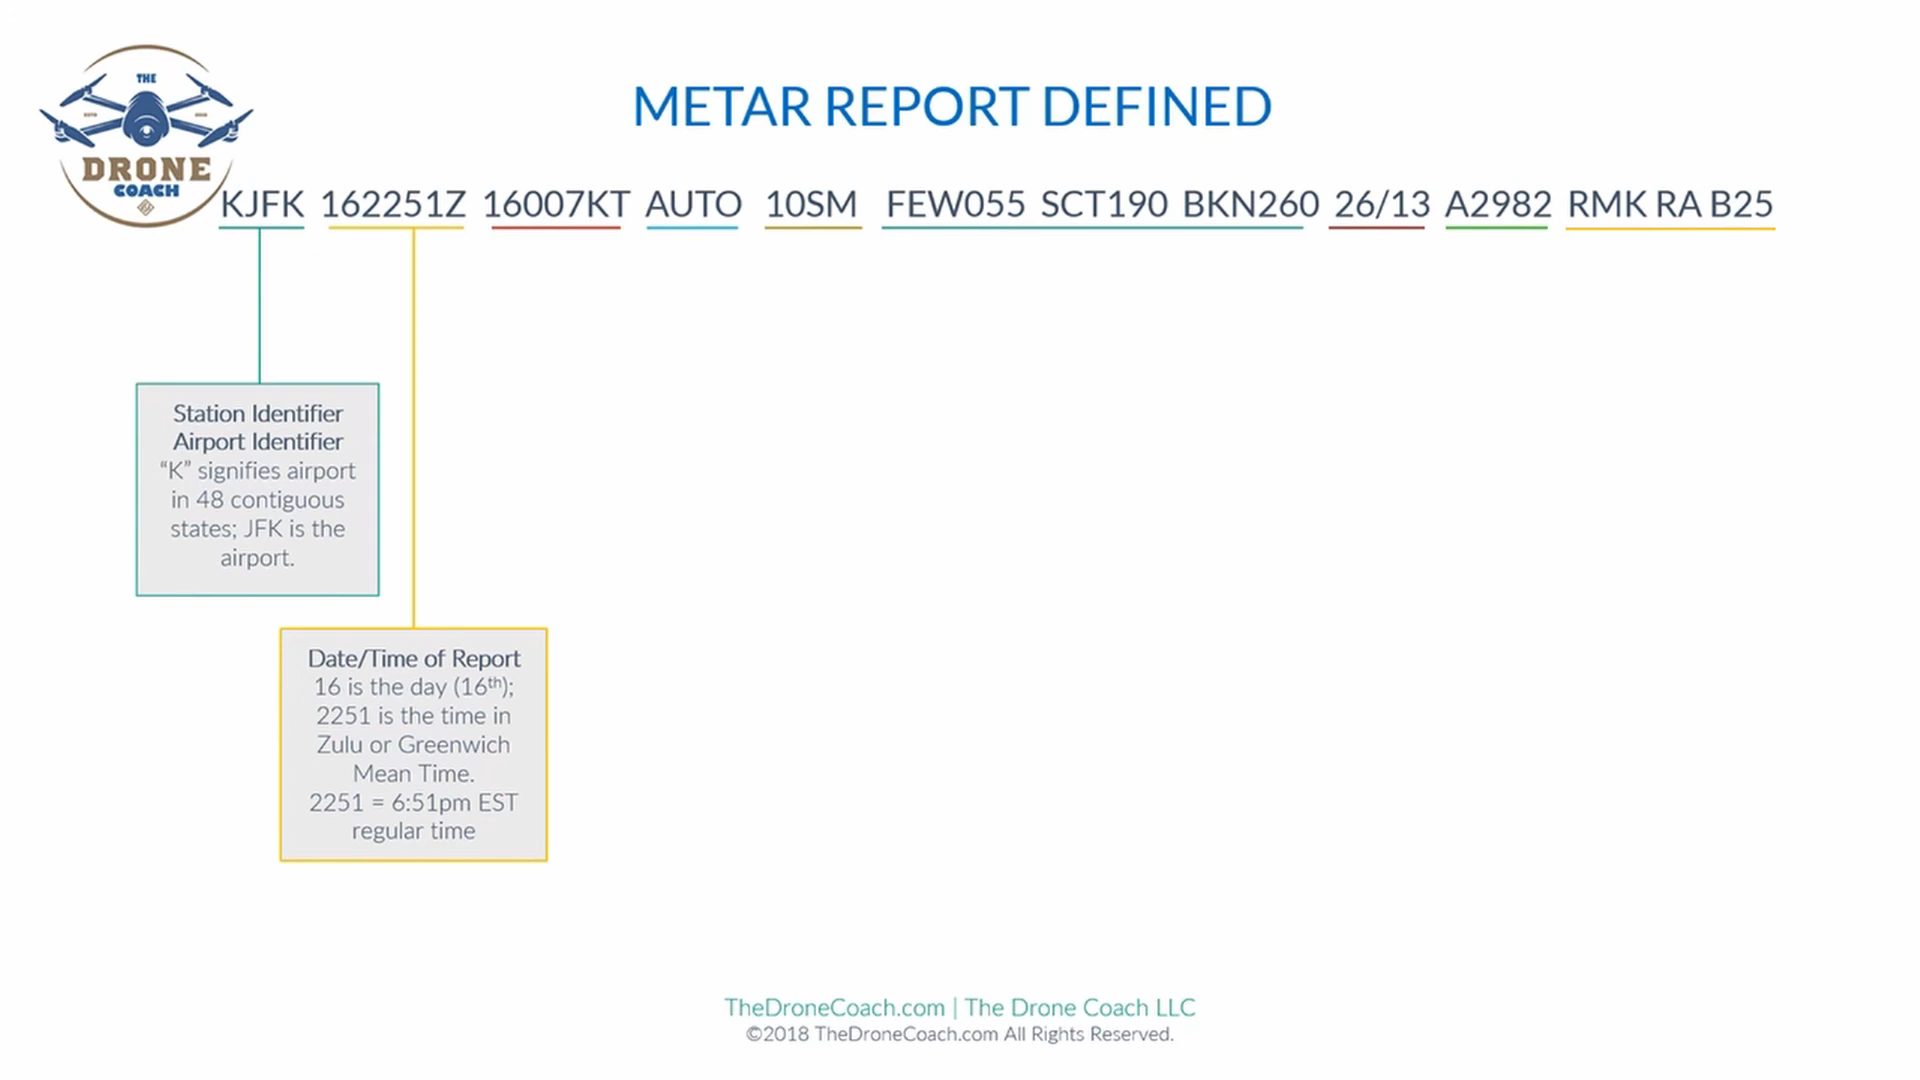 THE
DRONE
COACH
METAR REPORT DEFINED
KJFK 162251Z 16007KT AUTO 10SM FEW055 SCT190 BKN260 26/13 A2982 RMK RA B25
Station Identifier
Airport Identifier
“K” signifies airport
in 48 contiguous
states; JFK is the
airport.
Date/Time of Report
16 is the day (16th);
2251 is the time in
Zulu or Greenwich
Mean Time.
2251 = 6:51pm EST
regular time
TheDroneCoach.com | The Drone Coach LLC
©2018 TheDroneCoach.com All Rights Reserved.